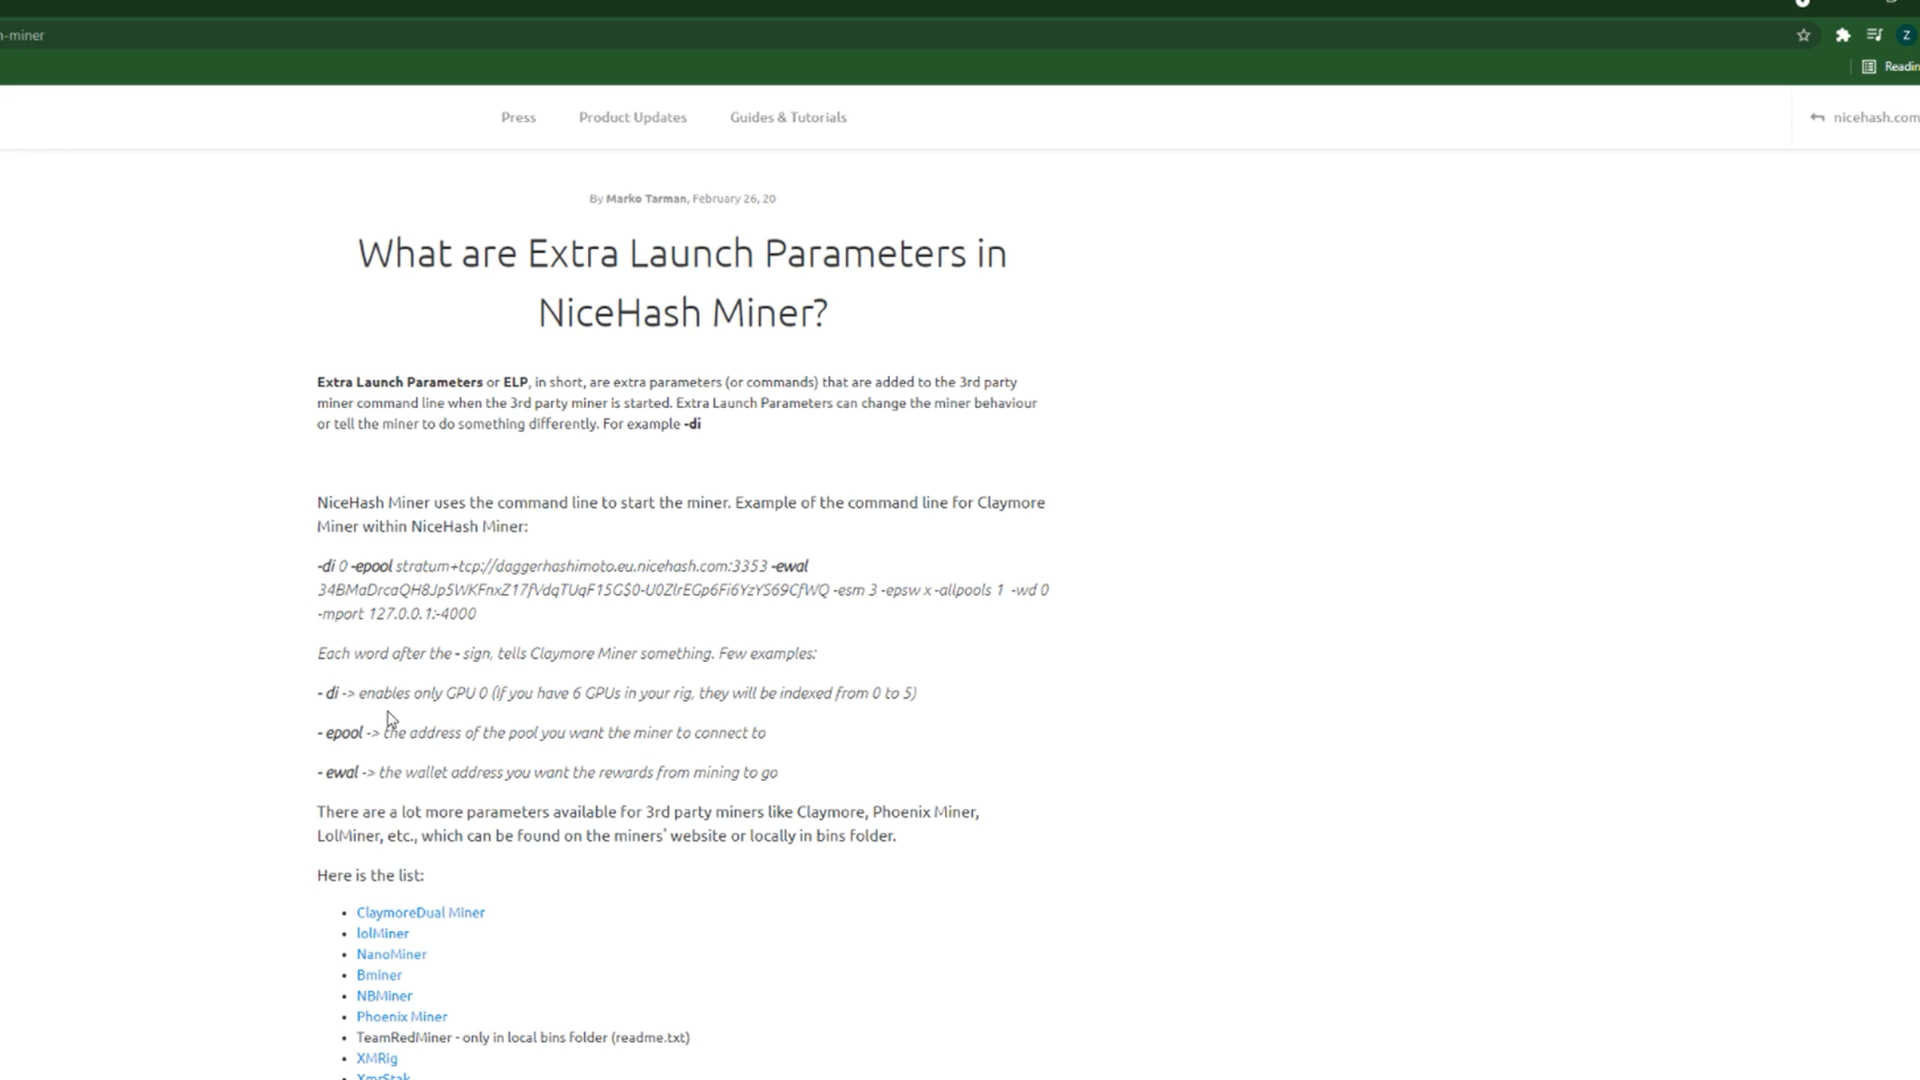 n-miner
Z
Readin
Press Product Updates Guides & Tutorials nicehash.com
By Marko Tarman, February 26, 20
What are Extra Launch Parameters in
NiceHash Miner?
Extra Launch Parameters or ELP, in short, are extra parameters (or commands) that are added to the 3rd party
miner command line when the 3rd party miner is started. Extra Launch Parameters can change the miner behaviour
or tell the miner to do something differently. For example -di
NiceHash Miner uses the command line to start the miner. Example of the command line for Claymore
Miner within NiceHash Miner:
-di 0 -epool stratum+tcp://daggerhashimoto.eu.nicehash.com:3353 -ewal
34BMaDrcaQH8Jp5WKFnxZ17fVdqTUqF15G$0-U0ZlrEGp6Fi6YzYS69CfWQ -esm 3 -epsw x -allpools 1 -wd 0
-mport 127.0.0.1:-4000
Each word after the - sign, tells Claymore Miner something. Few examples:
- di -> enables only GPU 0 (If you have 6 GPUs in your rig, they will be indexed from 0 to 5)
- epool -> the address of the pool you want the miner to connect to
- ewal -> the wallet address you want the rewards from mining to go
There are a lot more parameters available for 3rd party miners like Claymore, Phoenix Miner,
LolMiner, etc., which can be found on the miners' website or locally in bins folder.
Here is the list:
• ClaymoreDual Miner
• lolMiner
• NanoMiner
• Bminer
• NBMiner
• Phoenix Miner
• TeamRedMiner - only in local bins folder (readme.txt)
• XMRig
• XmrStak